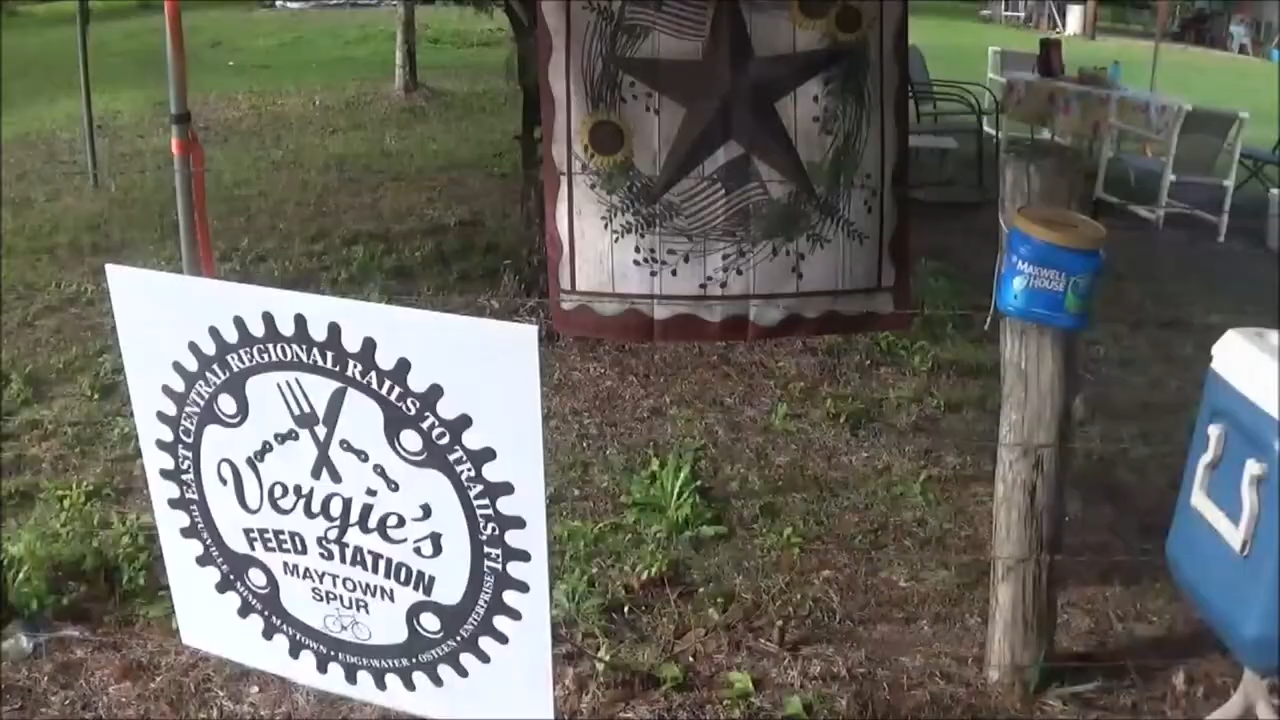 EAST CENTRAL REGIONAL RAILS TO TRAILS, FL
Vergie's
FEED STATION
MAYTOWN
SPUR
TITUSVILLE • MIMS • MAYTOWN • EDGEWATER • OSTEEN • ENTERPRISE
MAXWELL
HOUSE